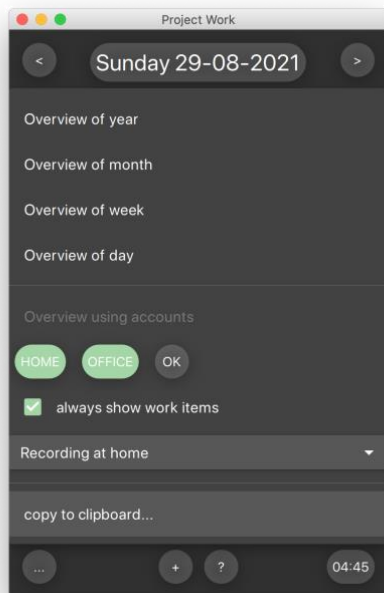 Project Work
< Sunday 29-08-2021 >
Overview of year
Overview of month
Overview of week
Overview of day
Overview using accounts
HOME OFFICE OK
always show work items
Recording at home
copy to clipboard...
... + ? 04:45